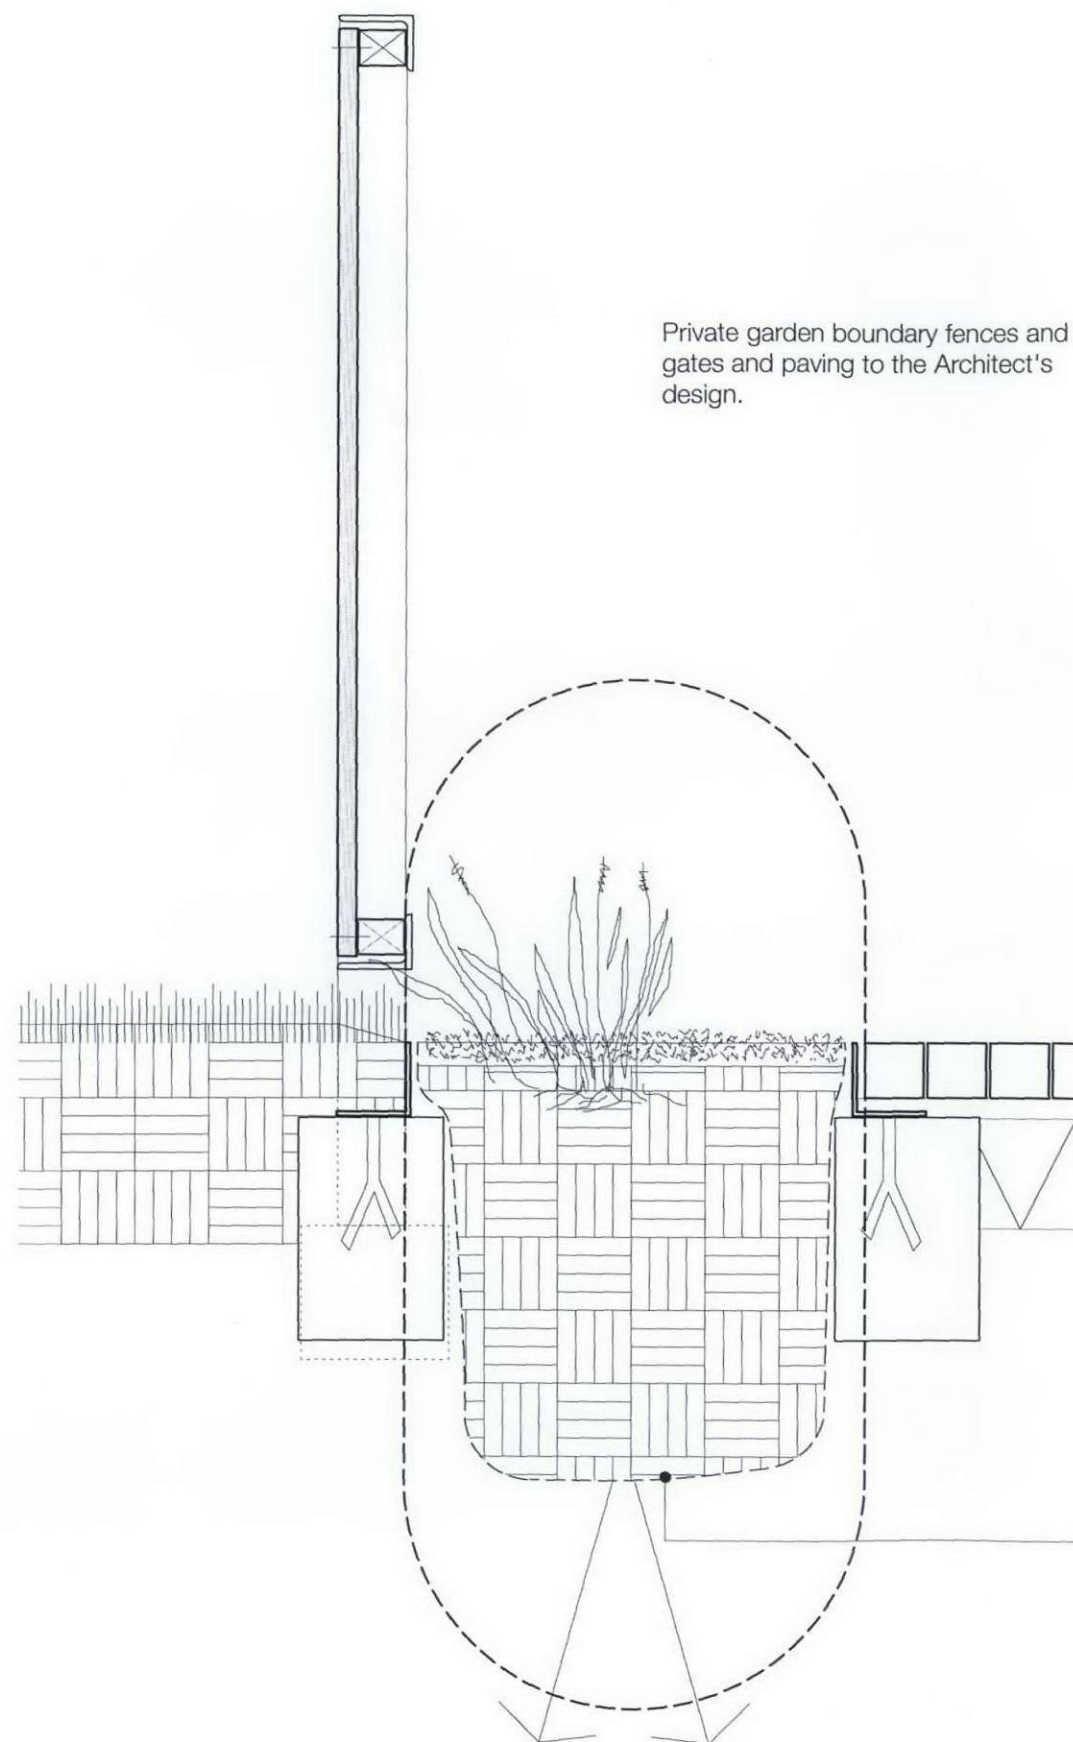 Private garden boundary fences and
gates and paving to the Architect's
design.